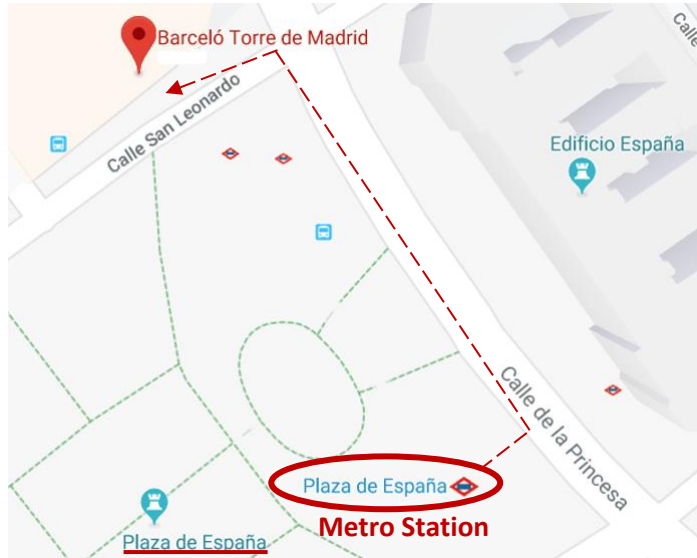 Barceló Torre de Madrid
Calle
Calle San Leonardo
Edificio España
Calle de la Princesa
Plaza de España
Metro Station
Plaza de España